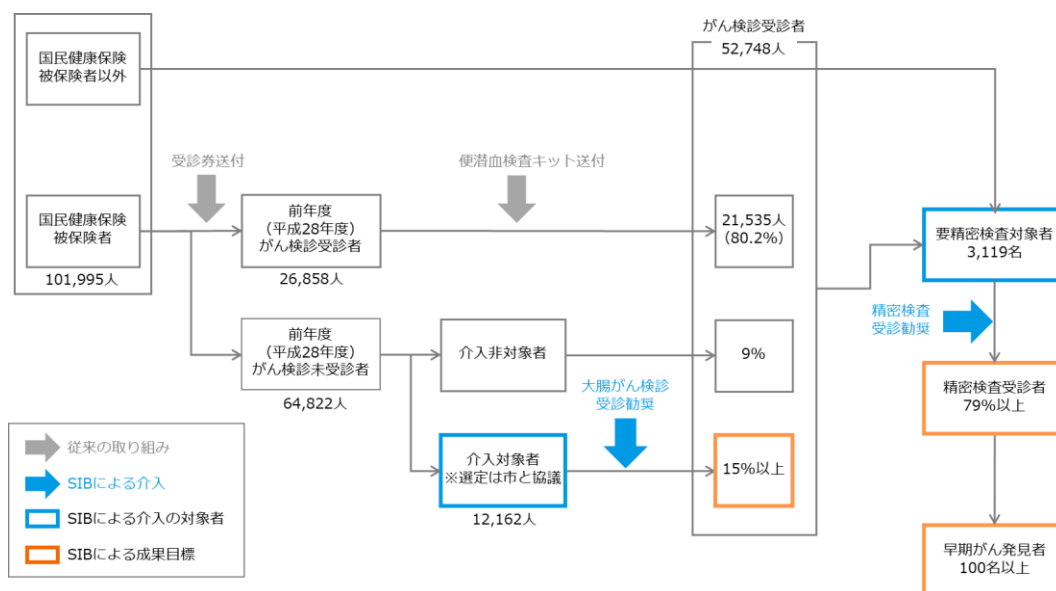 がん検診受診者
52,748人
国民健康保険
被保険者以外
受診券送付
便潜血検査キット送付
国民健康保険
被保険者
101,995人
前年度
(平成28年度)
がん検診受診者
26,858人
21,535人
(80.2%)
要精密検査対象者
3,119名
精密検査
受診勧奨
前年度
(平成28年度)
がん検診未受診者
64,822人
介入非対象者
9%
大腸がん検診
受診勧奨
精密検査受診者
79%以上
介入対象者
※選定は市と協議
12,162人
15%以上
早期がん発見者
100名以上
従来の取り組み
SIBによる介入
SIBによる介入の対象者
SIBによる成果目標